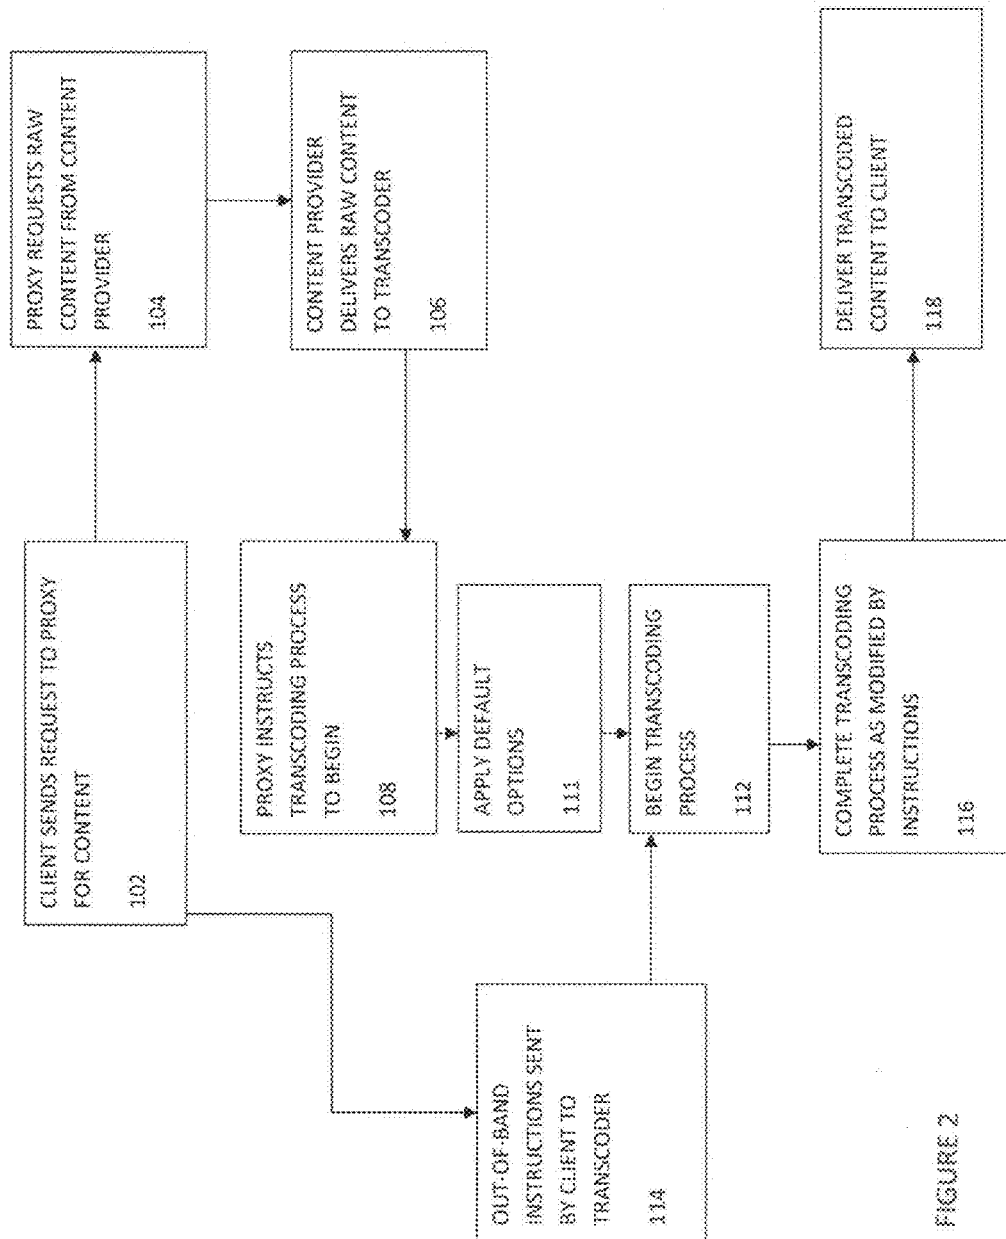 CLIENT SENDS REQUEST TO PROXY
FOR CONTENT
102
PROXY REQUESTS RAW
CONTENT FROM CONTENT
PROVIDER
104
CONTENT PROVIDER
DELIVERS RAW CONTENT
TO TRANSCODER
106
PROXY INSTRUCTS
TRANSCODING PROCESS
TO BEGIN
108
APPLY DEFAULT
OPTIONS
111
OUT-OF-BAND
INSTRUCTIONS SENT
BY CLIENT TO
TRANSCODER
114
BEGIN TRANSCODING
PROCESS
112
COMPLETE TRANSCODING
PROCESS AS MODIFIED BY
INSTRUCTIONS
116
DELIVER TRANSCODED
CONTENT TO CLIENT
118
FIGURE 2